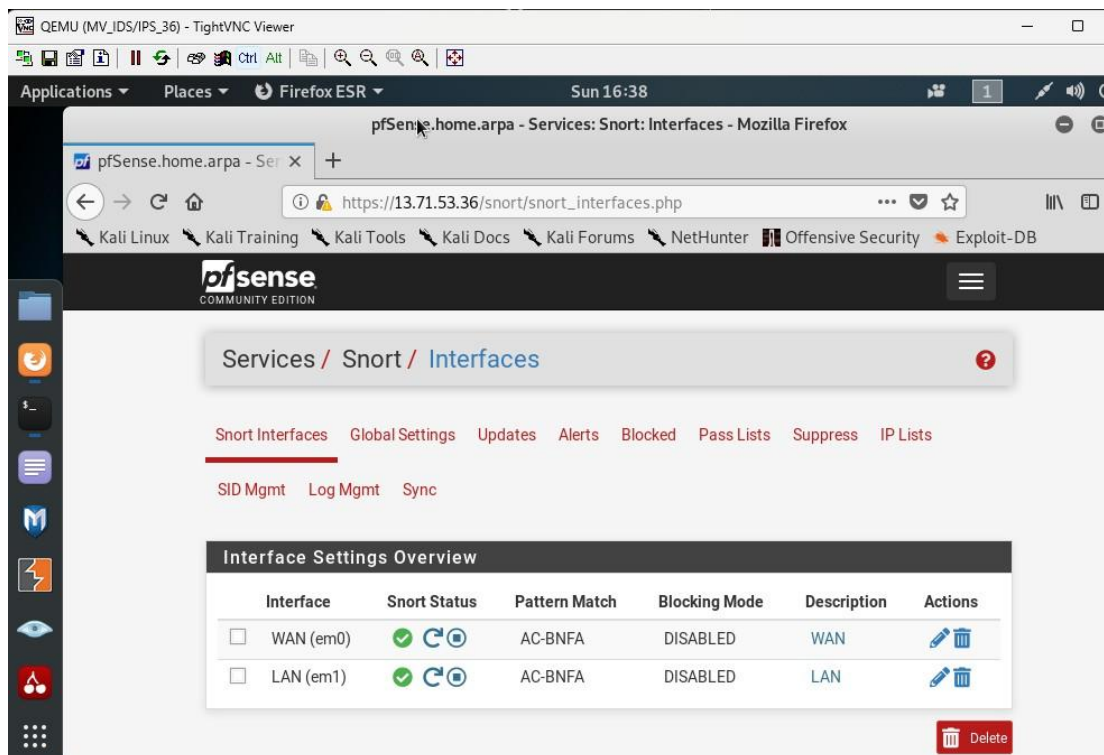 QEMU (MV_IDS/IPS_36) - TightVNC Viewer
Ctrl Alt
Applications Places Firefox ESR Sun 16:38 1
pfSense.home.arpa - Services: Snort: Interfaces - Mozilla Firefox
pfSense.home.arpa - Ser
https://13.71.53.36/snort/snort_interfaces.php
Kali Linux Kali Training Kali Tools Kali Docs Kali Forums NetHunter Offensive Security Exploit-DB
pfsense
COMMUNITY EDITION
Services / Snort / Interfaces
Snort Interfaces Global Settings Updates Alerts Blocked Pass Lists Suppress IP Lists
SID Mgmt Log Mgmt Sync
Interface Settings Overview
Interface Snort Status Pattern Match Blocking Mode Description Actions
WAN (em0) AC-BNFA DISABLED WAN
LAN (em1) AC-BNFA DISABLED LAN
Delete